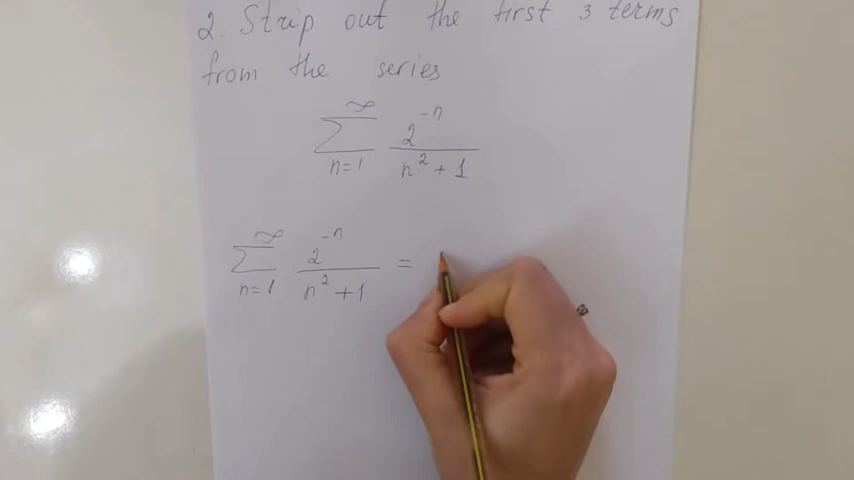 2. Strip out the first 3 terms
from the series
∞
∑ 2^{-n} / (n^2 + 1)
n=1
∞
∑ 2^{-n} / (n^2 + 1) =
n=1